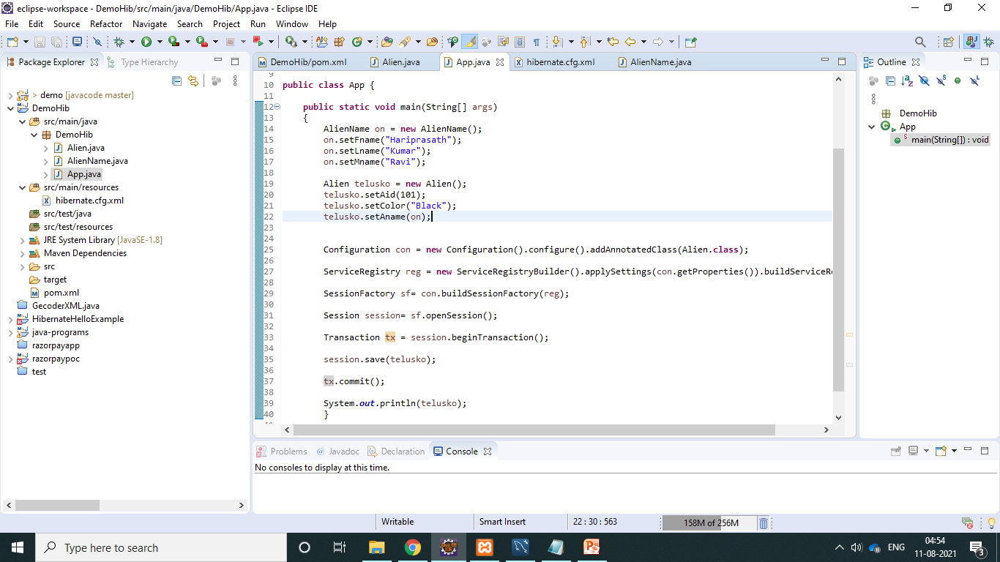 eclipse-workspace - DemoHib/src/main/java/DemoHib/App.java - Eclipse IDE
File Edit Source Refactor Navigate Search Project Run Window Help
Package Explorer
Type Hierarchy
> demo [javacode master]
DemoHib
src/main/java
DemoHib
Alien.java
AlienName.java
App.java
src/main/resources
hibernate.cfg.xml
src/test/java
src/test/resources
JRE System Library [JavaSE-1.8]
Maven Dependencies
src
target
pom.xml
GecoderXML.java
HibernateHelloExample
java-programs
razorpayapp
razorpaypoc
test
DemoHib/pom.xml Alien.java App.java hibernate.cfg.xml AlienName.java
9
10 public class App {
11
12 public static void main(String[] args)
13 {
14 AlienName on = new AlienName();
15 on.setFname("Hariprasath");
16 on.setLname("Kumar");
17 on.setMname("Ravi");
18
19 Alien telusko = new Alien();
20 telusko.setAid(101);
21 telusko.setColor("Black");
22 telusko.setAname(on);
23
24
25 Configuration con = new Configuration().configure().addAnnotatedClass(Alien.class);
26
27 ServiceRegistry reg = new ServiceRegistryBuilder().applySettings(con.getProperties()).buildServiceRe
28
29 SessionFactory sf= con.buildSessionFactory(reg);
30
31 Session session= sf.openSession();
32
33 Transaction tx = session.beginTransaction();
34
35 session.save(telusko);
36
37 tx.commit();
38
39 System.out.println(telusko);
40 }
Outline
DemoHib
App
main(String[]) : void
Problems @ Javadoc Declaration Console
No consoles to display at this time.
Writable
Smart Insert
22 : 30 : 563
158M of 256M
Type here to search
ENG
04:54
11-08-2021
3